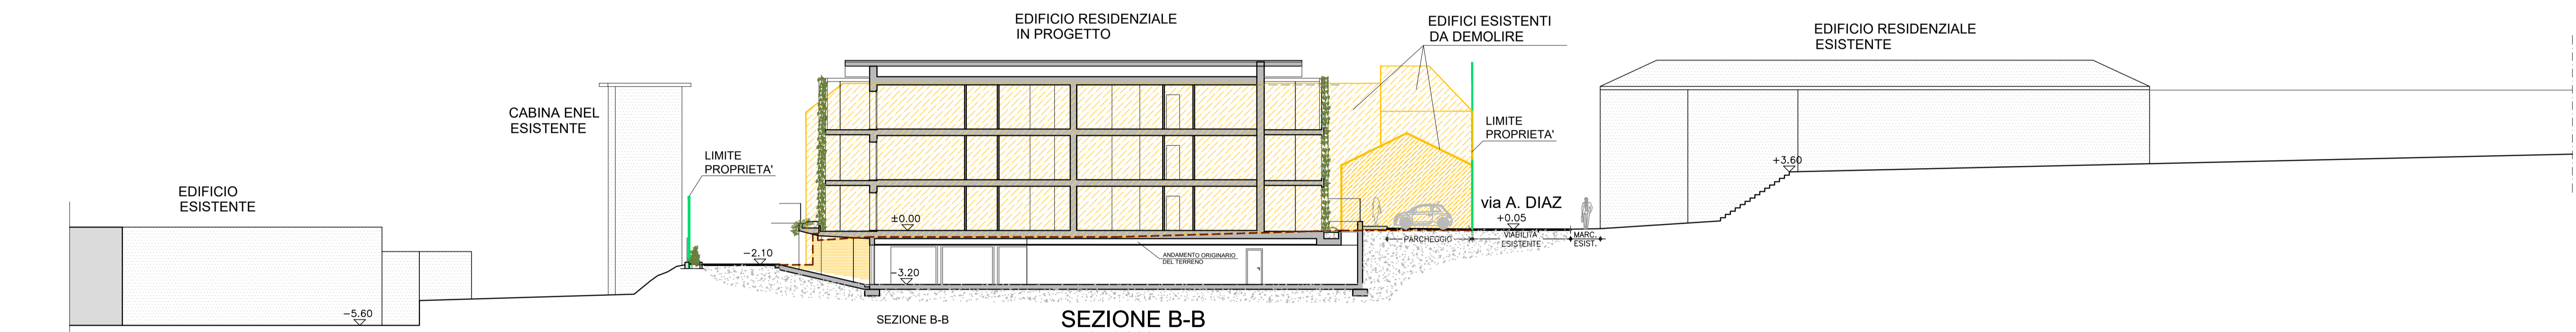 EDIFICIO RESIDENZIALE
IN PROGETTO
EDIFICI ESISTENTI
DA DEMOLIRE
EDIFICIO RESIDENZIALE
ESISTENTE
CABINA ENEL
ESISTENTE
LIMITE
PROPRIETA'
LIMITE
PROPRIETA'
+3.60
EDIFICIO
ESISTENTE
via A. DIAZ
±0.00
+0.05
PARCHEGGIO
VIABILITA'
ESISTENTE
MARC.
ESIST.
-2.10
ANDAMENTO ORIGINARIO
DEL TERRENO
-3.20
-5.60
SEZIONE B-B
SEZIONE B-B